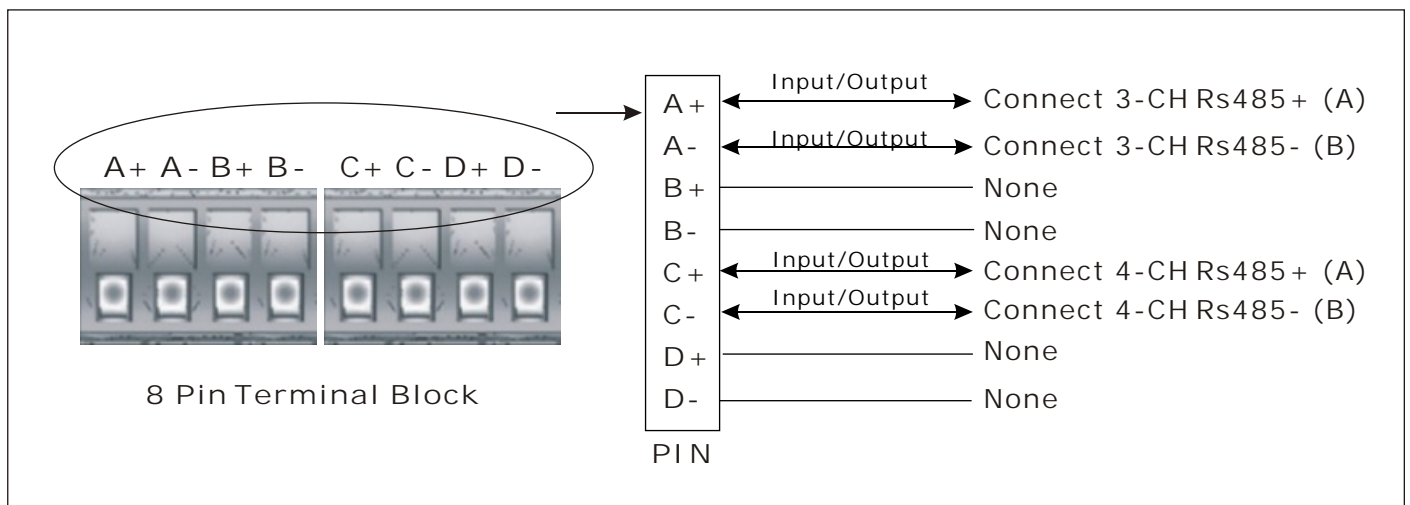 A+ A- B+ B- C+ C- D+ D-
8 Pin Terminal Block
A+ Input/Output Connect 3-CH Rs485+ (A)
A- Input/Output Connect 3-CH Rs485- (B)
B+ None
B- None
C+ Input/Output Connect 4-CH Rs485+ (A)
C- Input/Output Connect 4-CH Rs485- (B)
D+ None
D- None
PIN